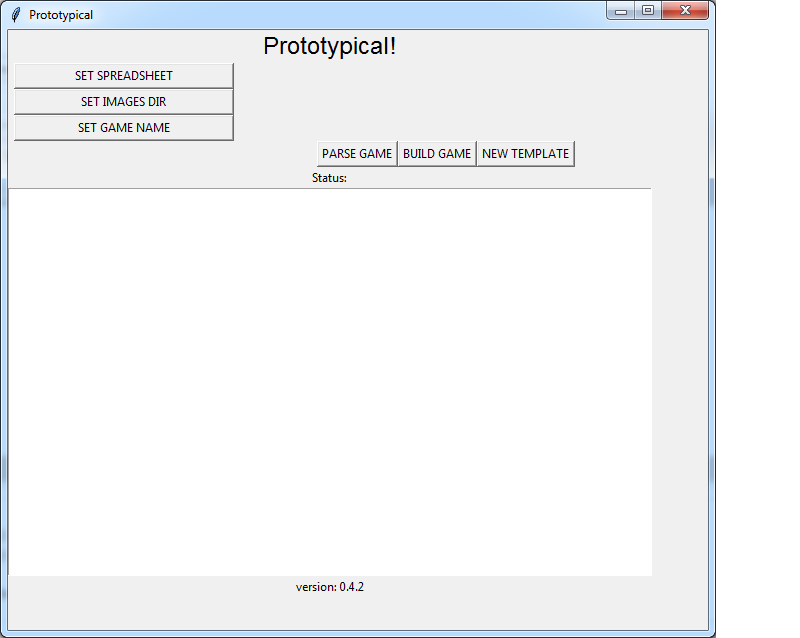 Prototypical
Prototypical!
SET SPREADSHEET
SET IMAGES DIR
SET GAME NAME
PARSE GAME BUILD GAME NEW TEMPLATE
Status:
version: 0.4.2